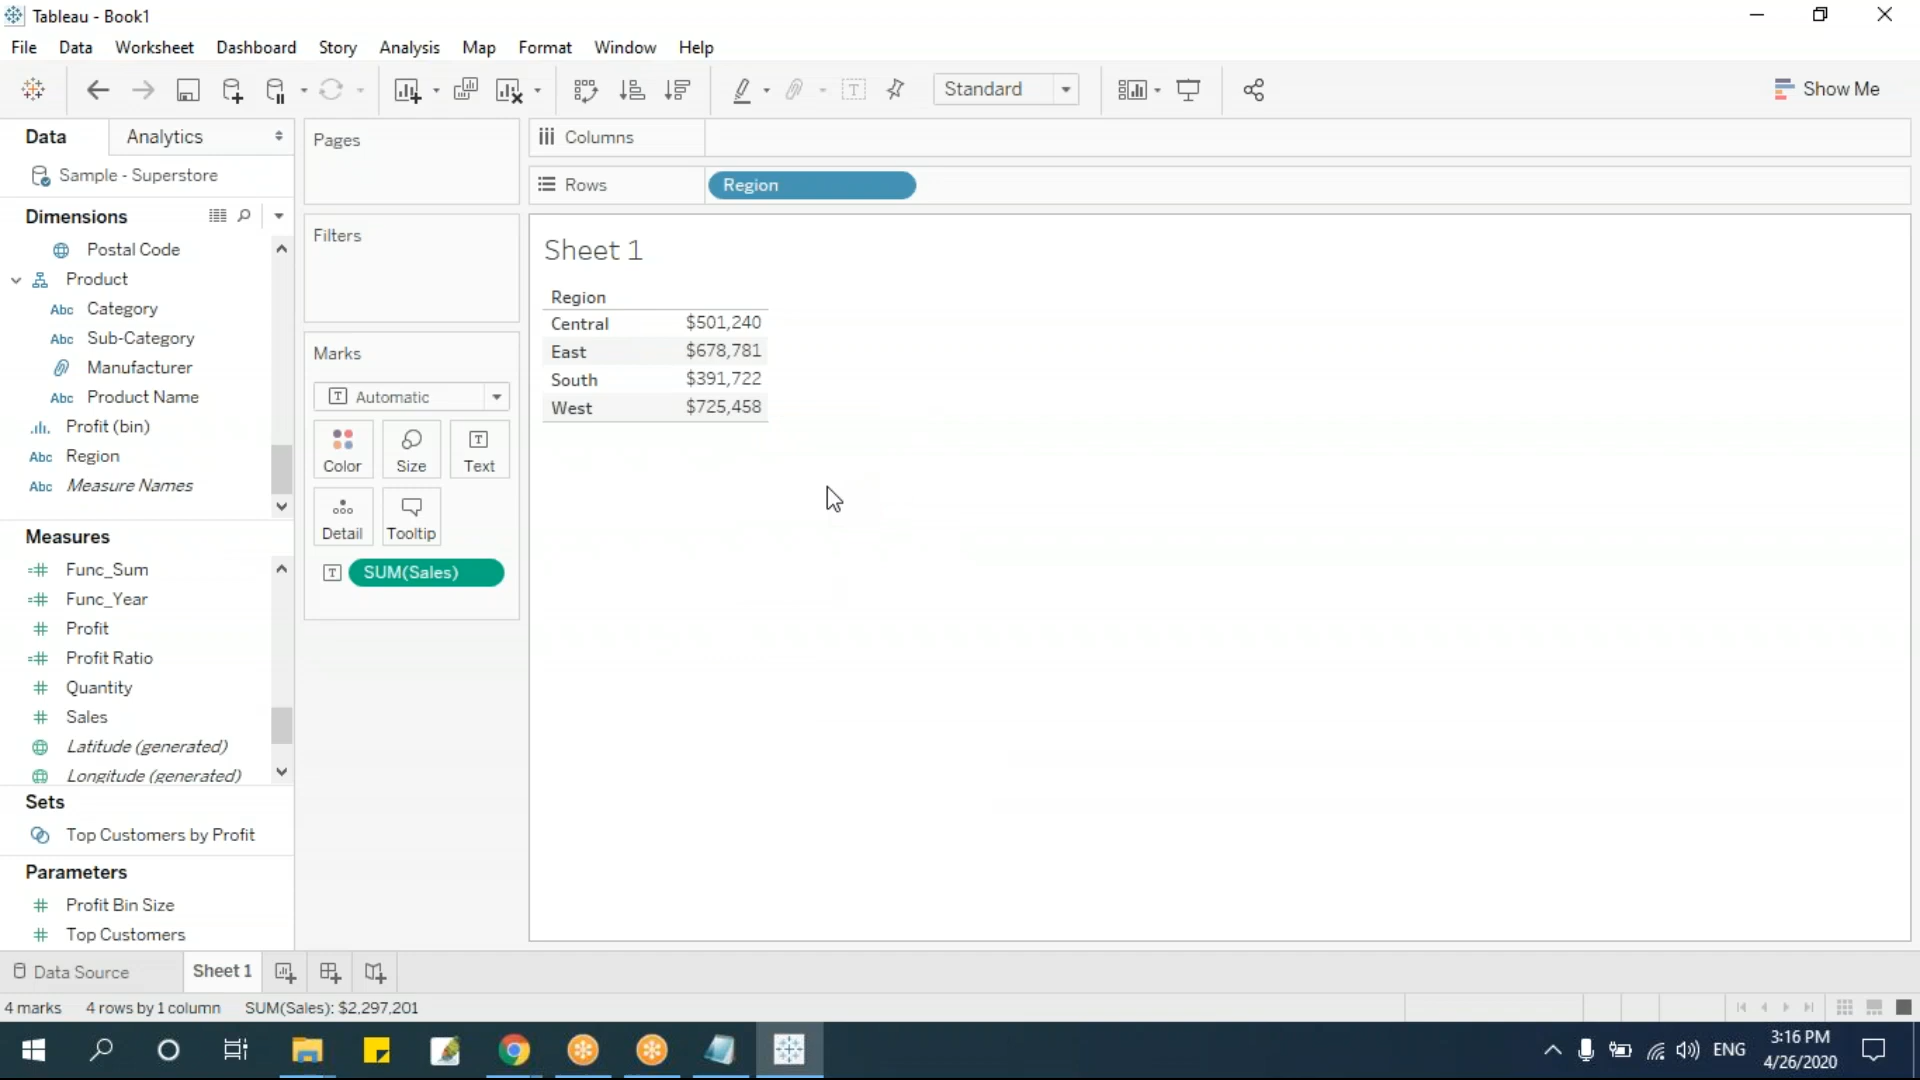 Tableau - Book1
File Data Worksheet Dashboard Story Analysis Map Format Window Help
Standard
Show Me
Data Analytics
Sample - Superstore
Dimensions
Postal Code
Product
Abc Category
Abc Sub-Category
Manufacturer
Abc Product Name
Profit (bin)
Abc Region
Abc Measure Names
Measures
Func_Sum
Func_Year
Profit
Profit Ratio
Quantity
Sales
Latitude (generated)
Longitude (generated)
Sets
Top Customers by Profit
Parameters
Profit Bin Size
Top Customers
Pages
Filters
Marks
T Automatic
Color Size T Text
Detail Tooltip
T SUM(Sales)
Columns
Rows Region
Sheet 1
Region
Central $501,240
East $678,781
South $391,722
West $725,458
Data Source Sheet 1
4 marks 4 rows by 1 column SUM(Sales): $2,297,201
ENG
3:16 PM
4/26/2020